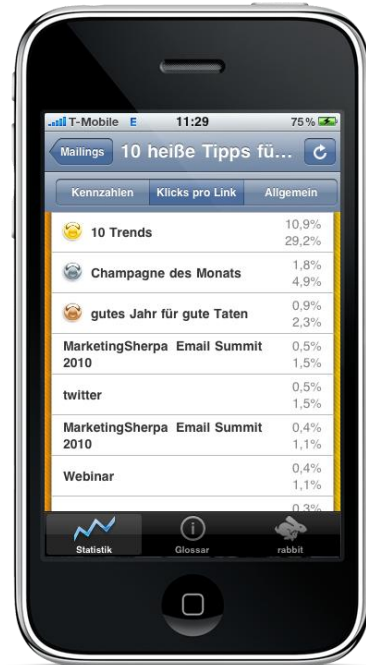 T-Mobile E 11:29 75%
Mailings 10 heiße Tipps fü...
Kennzahlen Klicks pro Link Allgemein
10 Trends 10,9%
29,2%
Champagne des Monats 1,8%
4,9%
gutes Jahr für gute Taten 0,9%
2,3%
MarketingSherpa Email Summit 0,5%
2010 1,5%
twitter 0,5%
1,5%
MarketingSherpa Email Summit 0,4%
2010 1,1%
Webinar 0,4%
1,1%
0,3%
Statistik Glossar rabbit